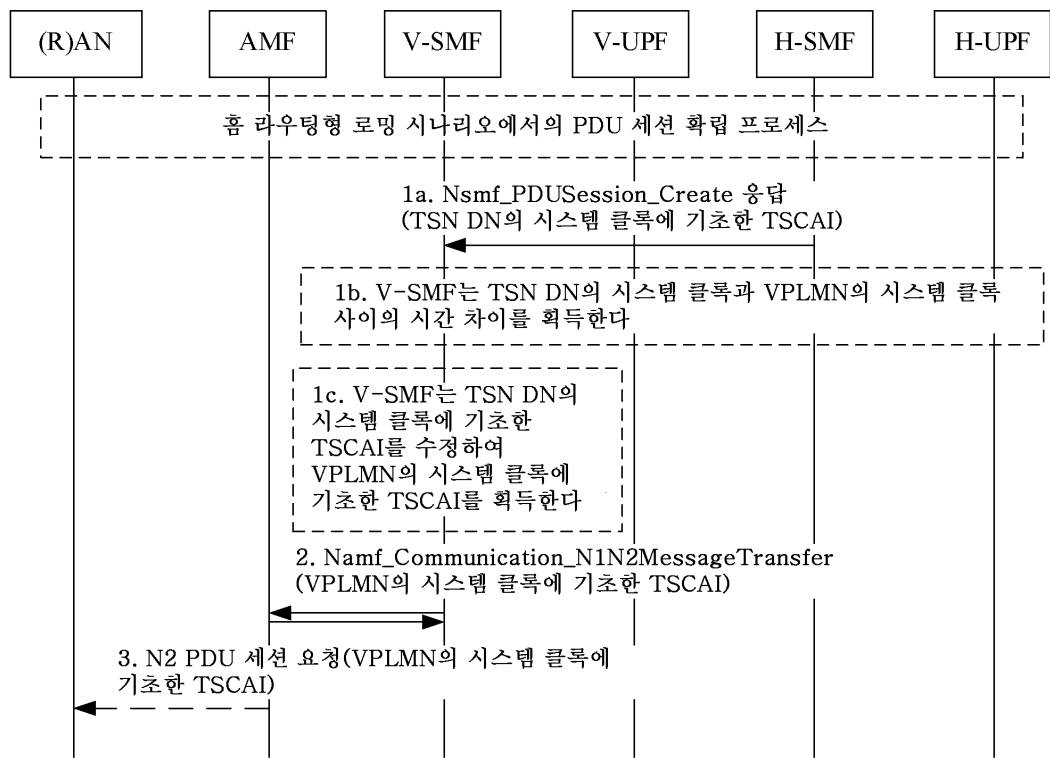 (R)AN
AMF
V-SMF
V-UPF
H-SMF
H-UPF
홈 라우팅형 로밍 시나리오에서의 PDU 세션 확립 프로세스
1a. Nsmf_PDUSession_Create 응답
(TSN DN의 시스템 클록에 기초한 TSCAI)
1b. V-SMF는 TSN DN의 시스템 클록과 VPLMN의 시스템 클록
사이의 시간 차이를 획득한다
1c. V-SMF는 TSN DN의
시스템 클록에 기초한
TSCAI를 수정하여
VPLMN의 시스템 클록에
기초한 TSCAI를 획득한다
2. Namf_Communication_N1N2MessageTransfer
(VPLMN의 시스템 클록에 기초한 TSCAI)
3. N2 PDU 세션 요청(VPLMN의 시스템 클록에
기초한 TSCAI)